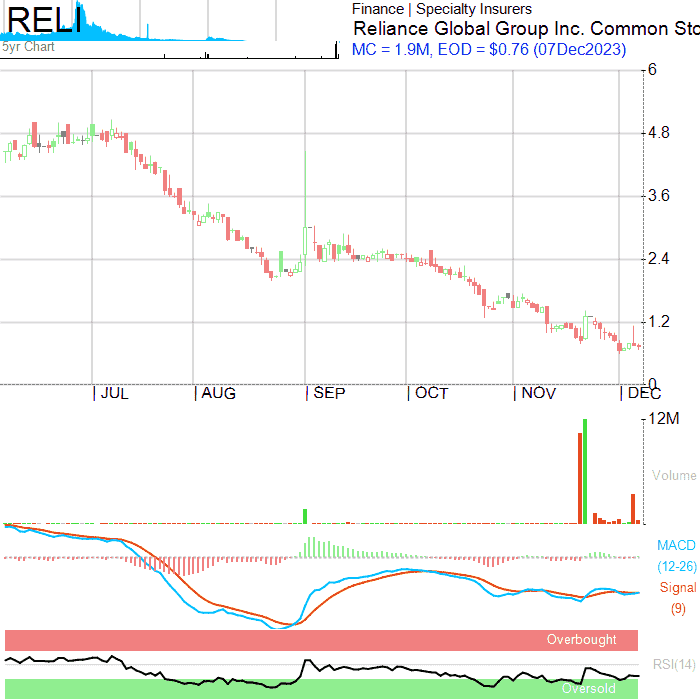 RELI
5yr Chart
Finance | Specialty Insurers
Reliance Global Group Inc. Common Sto
MC = 1.9M, EOD = $0.76 (07Dec2023)
6
4.8
3.6
2.4
1.2
0
JUL AUG SEP OCT NOV DEC
12M
Volume
MACD
(12-26)
Signal
(9)
Overbought
RSI(14)
Oversold